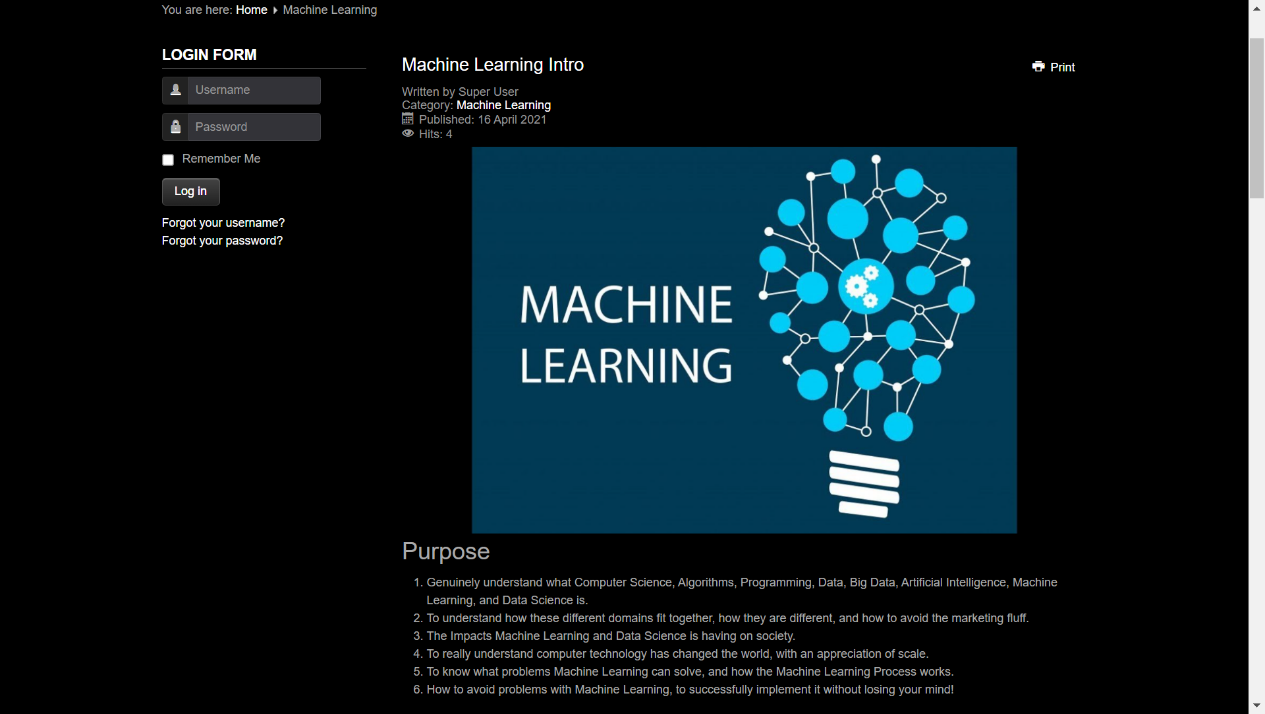 You are here: Home Machine Learning
LOGIN FORM
Username
Password
Remember Me
Log in
Forgot your username?
Forgot your password?
Machine Learning Intro
Print
Written by Super User
Category: Machine Learning
Published: 16 April 2021
Hits: 4
MACHINE
LEARNING
Purpose
1. Genuinely understand what Computer Science, Algorithms, Programming, Data, Big Data, Artificial Intelligence, Machine
Learning, and Data Science is.
2. To understand how these different domains fit together, how they are different, and how to avoid the marketing fluff.
3. The Impacts Machine Learning and Data Science is having on society.
4. To really understand computer technology has changed the world, with an appreciation of scale.
5. To know what problems Machine Learning can solve, and how the Machine Learning Process works.
6. How to avoid problems with Machine Learning, to successfully implement it without losing your mind!